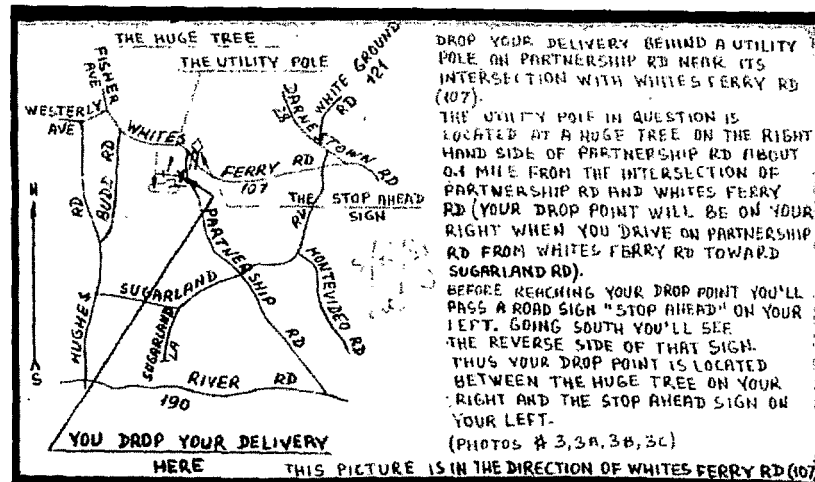 THE HUGE TREE
THE UTILITY POLE
FISHER AVE
WESTERLY AVE
WHITES
FERRY RD
107
DARNESTOWN RD
28
WHITE GROUND RD
121
BUDD RD
THE STOP AHEAD
SIGN
PARTNERSHIP RD
RD
SUGARLAND
SUGARLAND LA
HUGHES RD
MONTEVIDEO RD
RIVER RD
190
N
S
YOU DROP YOUR DELIVERY
HERE
DROP YOUR DELIVERY BEHIND A UTILITY
POLE ON PARTNERSHIP RD NEAR ITS
INTERSECTION WITH WHITES FERRY RD
(107).
THE UTILITY POLE IN QUESTION IS
LOCATED AT A HUGE TREE ON THE RIGHT
HAND SIDE OF PARTNERSHIP RD ABOUT
0.1 MILE FROM THE INTERSECTION OF
PARTNERSHIP RD AND WHITES FERRY
RD (YOUR DROP POINT WILL BE ON YOUR
RIGHT WHEN YOU DRIVE ON PARTNERSHIP
RD FROM WHITES FERRY RD TOWARD
SUGARLAND RD).
BEFORE REACHING YOUR DROP POINT YOU'LL
PASS A ROAD SIGN "STOP AHEAD" ON YOUR
LEFT. GOING SOUTH YOU'LL SEE
THE REVERSE SIDE OF THAT SIGN.
THUS YOUR DROP POINT IS LOCATED
BETWEEN THE HUGE TREE ON YOUR
RIGHT AND THE STOP AHEAD SIGN ON
YOUR LEFT.
(PHOTOS # 3, 3A, 3B, 3C)
THIS PICTURE IS IN THE DIRECTION OF WHITES FERRY RD (107)